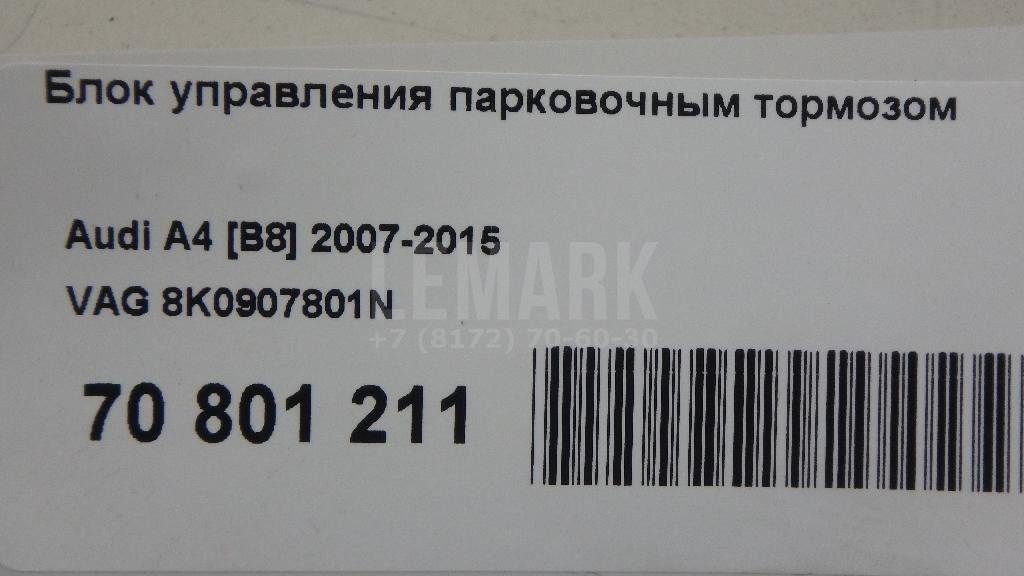 Блок управления парковочным тормозом
Audi A4 [B8] 2007-2015
LEMARK
VAG 8K0907801N
+7 (8172) 70-60-30
70 801 211